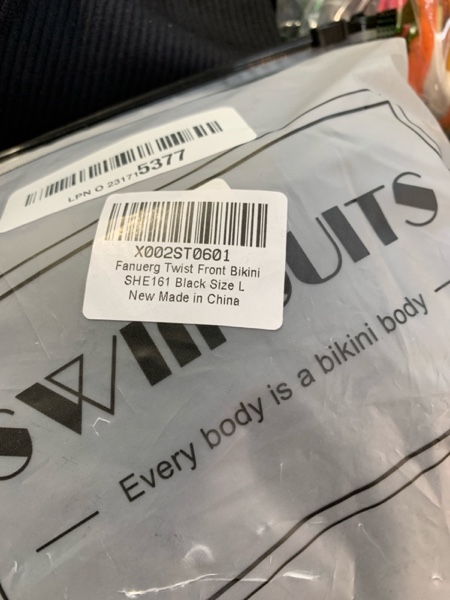 LPN O 231715377
X002ST0601
Fanuerg Twist Front Bikini
SHE161 Black Size L
New Made in China
SWIMSUITS
Every body is a bikini body